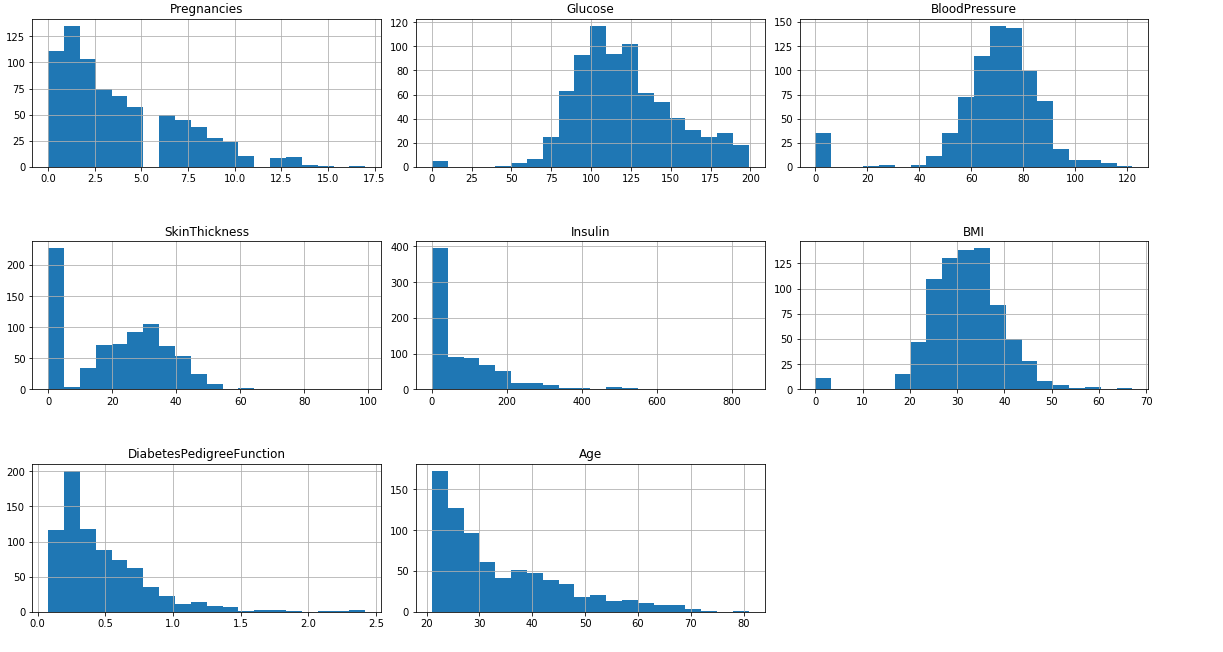 Pregnancies
125
100
75
50
25
0
0.0 2.5 5.0 7.5 10.0 12.5 15.0 17.5
Glucose
120
100
80
60
40
20
0
0 25 50 75 100 125 150 175 200
BloodPressure
150
125
100
75
50
25
0
0 20 40 60 80 100 120
SkinThickness
200
150
100
50
0
0 20 40 60 80 100
Insulin
400
300
200
100
0
0 200 400 600 800
BMI
125
100
75
50
25
0
0 10 20 30 40 50 60 70
DiabetesPedigreeFunction
200
150
100
50
0
0.0 0.5 1.0 1.5 2.0 2.5
Age
150
100
50
0
20 30 40 50 60 70 80